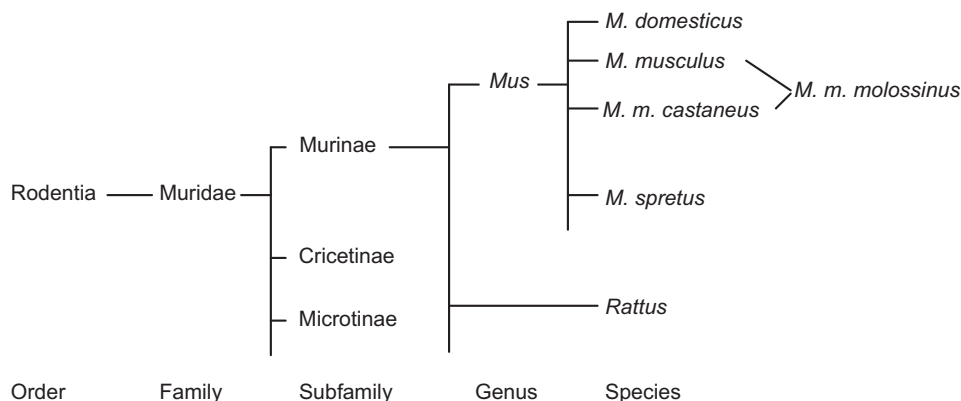 M. domesticus
M. musculus
Mus
M. m. molossinus
M. m. castaneus
Murinae
Rodentia
Muridae
M. spretus
Cricetinae
Rattus
Microtinae
Order Family Subfamily Genus Species